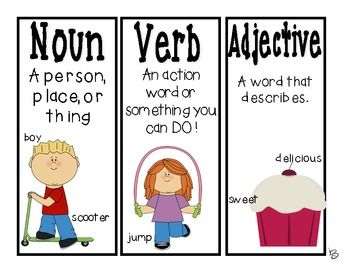 Noun
A person,
place, or
thing
boy
scooter
Verb
An action
word or
something you
can DO!
jump
Adjective
A word that
describes.
delicious
sweet